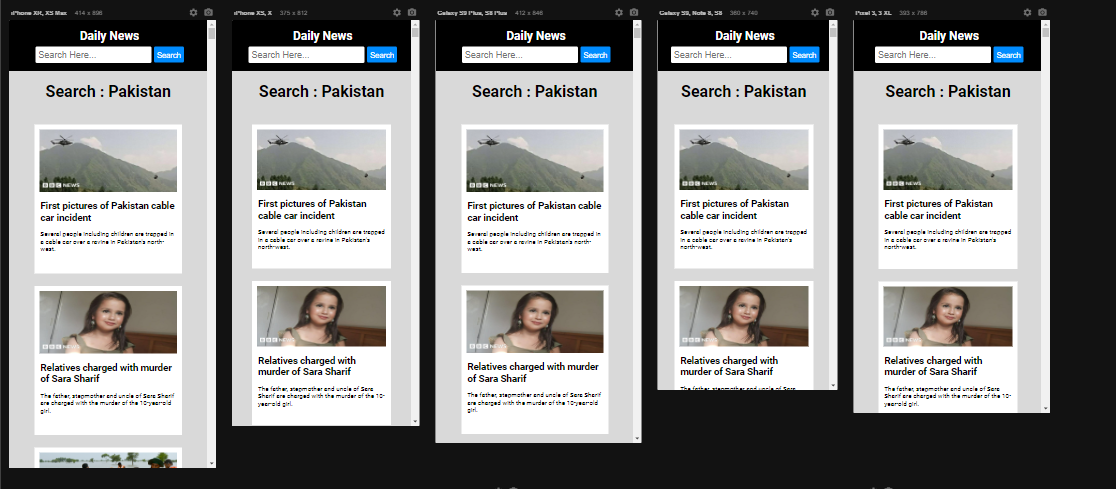 iPhone XR, XS Max 414 x 896
Daily News
Search Here... Search
Search : Pakistan
BBC NEWS
First pictures of Pakistan cable
car incident
Several people including children are trapped in
a cable car over a ravine in Pakistan's north-
west.
BBC NEWS
Relatives charged with murder
of Sara Sharif
The father, stepmother and uncle of Sara Sharif
are charged with the murder of the 10-
year-old girl.
iPhone XS, X 375 x 812
Daily News
Search Here... Search
Search : Pakistan
BBC NEWS
First pictures of Pakistan
cable car incident
Several people including children are trapped
in a cable car over a ravine in Pakistan's
north-west.
BBC NEWS
Relatives charged with
murder of Sara Sharif
The father, stepmother and uncle of Sara
Sharif are charged with the murder of the 10-
year-old girl.
Galaxy S9 Plus, S8 Plus 412 x 846
Daily News
Search Here... Search
Search : Pakistan
BBC NEWS
First pictures of Pakistan cable
car incident
Several people including children are trapped in
a cable car over a ravine in Pakistan's north-
west.
BBC NEWS
Relatives charged with murder
of Sara Sharif
The father, stepmother and uncle of Sara Sharif
are charged with the murder of the 10-year-old
girl.
Galaxy S9, Note 8, S8 360 x 740
Daily News
Search Here... Search
Search : Pakistan
BBC NEWS
First pictures of Pakistan
cable car incident
Several people including children are trapped
in a cable car over a ravine in Pakistan's
north-west.
BBC NEWS
Relatives charged with
murder of Sara Sharif
The father, stepmother and uncle of Sara
Pixel 3, 3 XL 393 x 786
Daily News
Search Here... Search
Search : Pakistan
BBC NEWS
First pictures of Pakistan
cable car incident
Several people including children are trapped
in a cable car over a ravine in Pakistan's
north-west.
BBC NEWS
Relatives charged with
murder of Sara Sharif
The father, stepmother and uncle of Sara
Sharif are charged with the murder of the 10-
year-old girl.